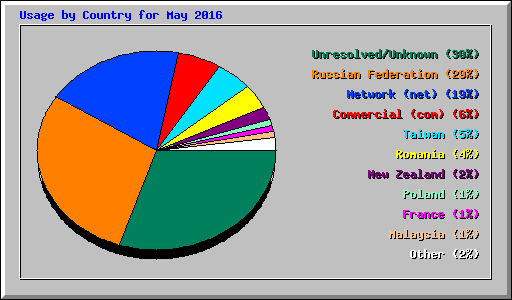 Usage by Country for May 2016
Unresolved/Unknown (30%)
Russian Federation (29%)
Network (net) (19%)
Commercial (com) (6%)
Taiwan (5%)
Romania (4%)
New Zealand (2%)
Poland (1%)
France (1%)
Malaysia (1%)
Other (2%)